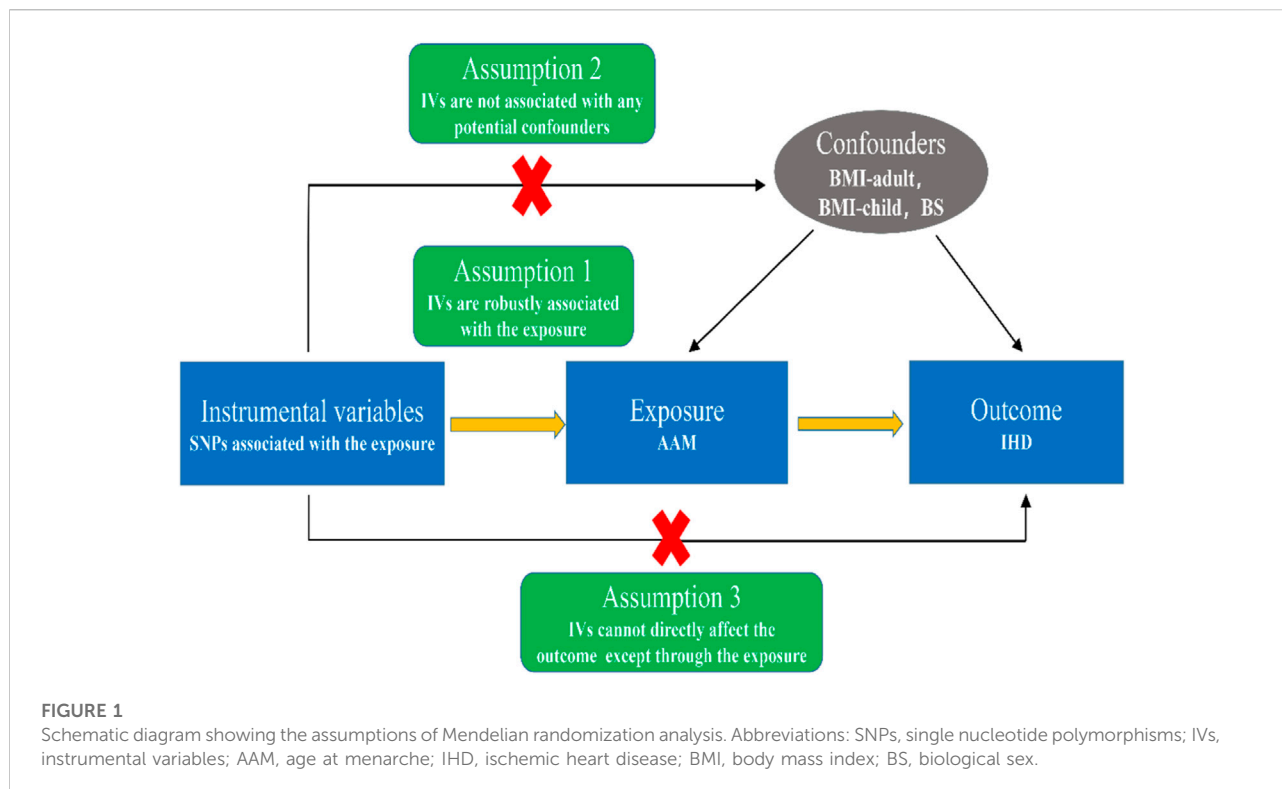 Assumption 2
IVs are not associated with any
potential confounders
Confounders
BMI-adult,
BMI-child, BS
Assumption 1
IVs are robustly associated
with the exposure
Instrumental variables
SNPs associated with the exposure
Exposure
AAM
Outcome
IHD
Assumption 3
IVs cannot directly affect the
outcome except through the exposure
FIGURE 1
Schematic diagram showing the assumptions of Mendelian randomization analysis. Abbreviations: SNPs, single nucleotide polymorphisms; IVs,
instrumental variables; AAM, age at menarche; IHD, ischemic heart disease; BMI, body mass index; BS, biological sex.